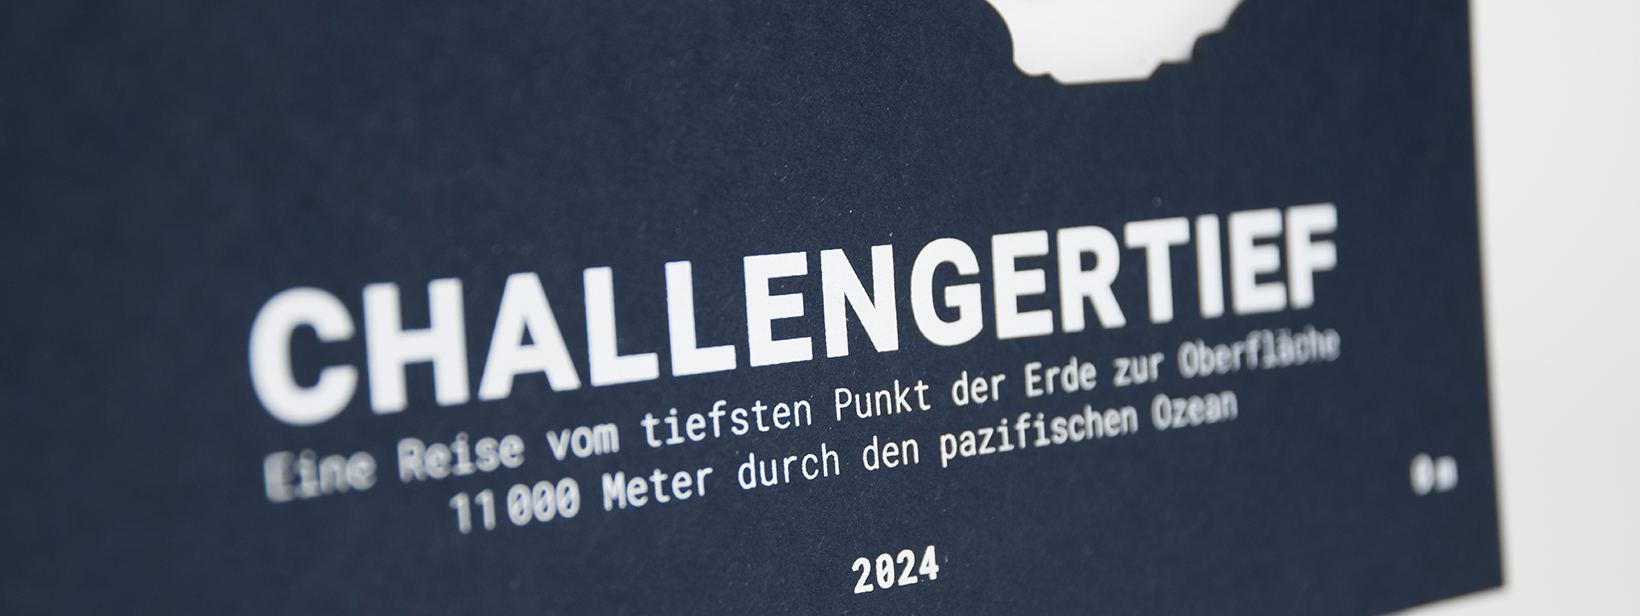 CHALLENGERTIEF
Eine Reise vom tiefsten Punkt der Erde zur Oberfläche
11 000 Meter durch den pazifischen Ozean
0 m
2024